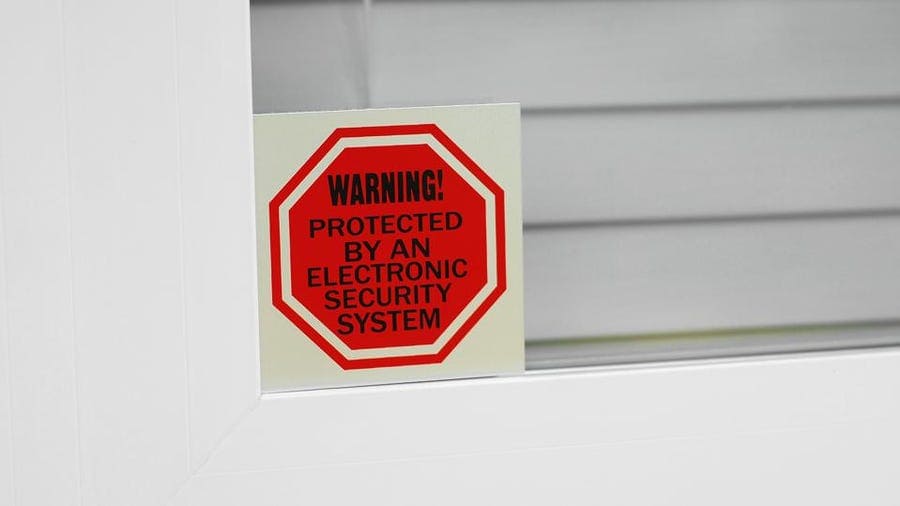 WARNING!
PROTECTED
BY AN
ELECTRONIC
SECURITY
SYSTEM